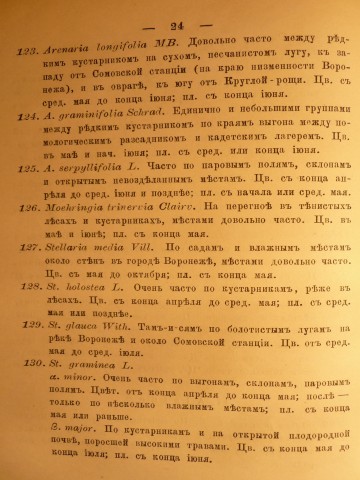 — 24 —
123. Arenaria longifolia MB. Довольно часто между рѣд-
кимъ кустарникомъ на сухомъ, песчанистомъ лугу, къ за-
паду отъ Сомовской станціи (на краю низменности Воро-
нежа), и въ оврагѣ, къ югу отъ Круглой-рощи. Цв. съ
сред. мая до конца іюня; пл. съ конца іюня.
124. A. graminifolia Schrad. Единично и небольшими группами
между рѣдкимъ кустарникомъ по краямъ выгона между по-
мологическимъ разсадникомъ и кадетскимъ лагеремъ. Цв.
въ маѣ и нач. іюня; пл. съ сред. или конца іюня.
125. A. serpyllifolia L. Часто по паровымъ полямъ, склонамъ
и открытымъ невоздѣланнымъ мѣстамъ. Цв. съ конца ап-
рѣля до сред. іюня и позднѣе; пл. съ начала или сред. мая.
126. Moehringia trinervia Clairv. На перегноѣ въ тѣнистыхъ
лѣсахъ и кустарникахъ, мѣстами довольно часто. Цв. въ
маѣ и іюнѣ; пл. съ конца мая.
127. Stellaria media Vill. По садамъ и влажнымъ мѣстамъ
около стѣнъ въ городѣ Воронежѣ, мѣстами довольно часто.
Цв. съ мая до октября; пл. съ конца мая.
128. St. holostea L. Очень часто по кустарникамъ, рѣже въ
лѣсахъ. Цв. съ конца апрѣля до сред. мая; пл. съ сред.
мая или позднѣе.
129. St. glauca With. Тамъ-и-сямъ по болотистымъ лугамъ на
рѣкѣ Воронежѣ и около Сомовской станціи. Цв. отъ сред.
мая до сред. іюля.
130. St. graminea L.
α. minor. Очень часто по выгонамъ, склонамъ, паровымъ
полямъ. Цвѣт. отъ конца апрѣля до конца мая; послѣ —
только по нѣсколько влажнымъ мѣстамъ; пл. съ конца
мая или раньше.
β. major. По кустарникамъ и на открытой плодородной
почвѣ, поросшей высокими травами. Цв. съ конца мая до
конца іюля; пл. съ конца іюня.